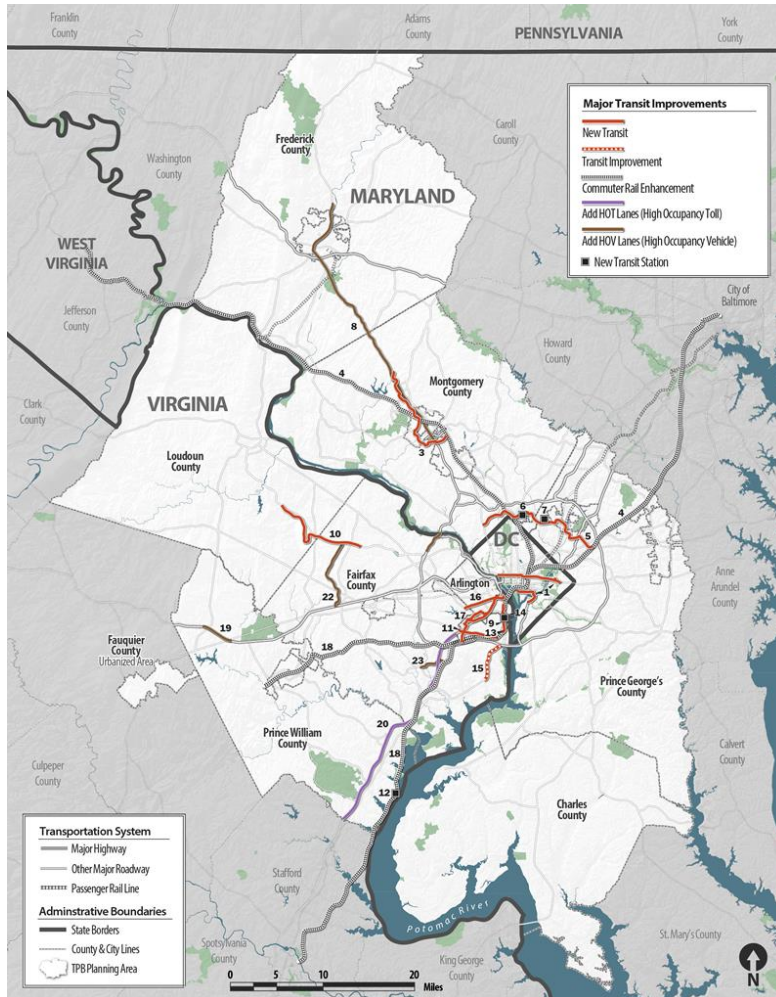 Franklin
County
Adams
County
York
County
PENNSYLVANIA
Major Transit Improvements
New Transit
Transit Improvement
Commuter Rail Enhancement
Add HOT Lanes (High Occupancy Toll)
Add HOV Lanes (High Occupancy Vehicle)
New Transit Station
Frederick
County
Caroll
County
Washington
County
MARYLAND
WEST
VIRGINIA
Jefferson
County
City of
Baltimore
8
Howard
County
4
Montgomery
County
Clark
County
VIRGINIA
Loudoun
County
3
6
7
4
5
10
DC
Anne
Arundel
County
Fairfax
County
Arlington
1
22
16
14
17
9
19
11
13
18
Fauquier
County
Urbanized Area
23
15
Prince George's
County
20
Prince William
County
18
Calvert
County
Culpeper
County
12
Charles
County
Transportation System
Major Highway
Other Major Roadway
Passenger Rail Line
Adminstrative Boundaries
State Borders
County & City Lines
TPB Planning Area
Stafford
County
Potomac River
St. Mary's County
Spotsylvania
County
King George
County
0 5 10 20
Miles
N